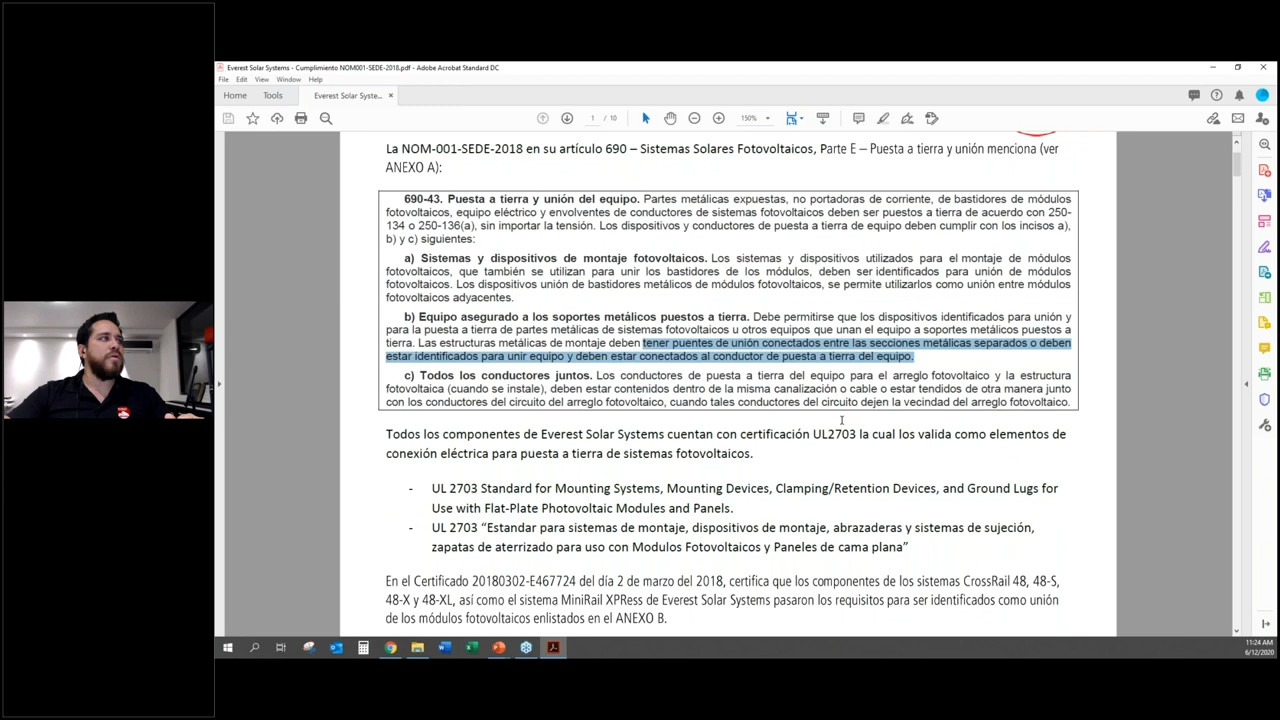 Everest Solar Systems - Cumplimiento NOM001-SEDE-2018.pdf - Adobe Acrobat Standard DC
File Edit View Window Help
Home Tools Everest Solar Syste... ×
1 / 10 150%
La NOM-001-SEDE-2018 en su artículo 690 – Sistemas Solares Fotovoltaicos, Parte E – Puesta a tierra y unión menciona (ver
ANEXO A):
690-43. Puesta a tierra y unión del equipo. Partes metálicas expuestas, no portadoras de corriente, de bastidores de módulos
fotovoltaicos, equipo eléctrico y envolventes de conductores de sistemas fotovoltaicos deben ser puestos a tierra de acuerdo con 250-
134 o 250-136(a), sin importar la tensión. Los dispositivos y conductores de puesta a tierra de equipo deben cumplir con los incisos a),
b) y c) siguientes:
a) Sistemas y dispositivos de montaje fotovoltaicos. Los sistemas y dispositivos utilizados para el montaje de módulos
fotovoltaicos, que también se utilizan para unir los bastidores de los módulos, deben ser identificados para unión de módulos
fotovoltaicos. Los dispositivos unión de bastidores metálicos de módulos fotovoltaicos, se permite utilizarlos como unión entre módulos
fotovoltaicos adyacentes.
b) Equipo asegurado a los soportes metálicos puestos a tierra. Debe permitirse que los dispositivos identificados para unión y
para la puesta a tierra de partes metálicas de sistemas fotovoltaicos u otros equipos que unan el equipo a soportes metálicos puestos a
tierra. Las estructuras metálicas de montaje deben tener puentes de unión conectados entre las secciones metálicas separados o deben
estar identificados para unir equipo y deben estar conectados al conductor de puesta a tierra del equipo.
c) Todos los conductores juntos. Los conductores de puesta a tierra del equipo para el arreglo fotovoltaico y la estructura
fotovoltaica (cuando se instale), deben estar contenidos dentro de la misma canalización o cable o estar tendidos de otra manera junto
con los conductores del circuito del arreglo fotovoltaico, cuando tales conductores del circuito dejen la vecindad del arreglo fotovoltaico.
Todos los componentes de Everest Solar Systems cuentan con certificación UL2703 la cual los valida como elementos de
conexión eléctrica para puesta a tierra de sistemas fotovoltaicos.
- UL 2703 Standard for Mounting Systems, Mounting Devices, Clamping/Retention Devices, and Ground Lugs for
Use with Flat-Plate Photovoltaic Modules and Panels.
- UL 2703 “Estandar para sistemas de montaje, dispositivos de montaje, abrazaderas y sistemas de sujeción,
zapatas de aterrizado para uso con Modulos Fotovoltaicos y Paneles de cama plana”
En el Certificado 20180302-E467724 del día 2 de marzo del 2018, certifica que los componentes de los sistemas CrossRail 48, 48-S,
48-X y 48-XL, así como el sistema MiniRail XPRess de Everest Solar Systems pasaron los requisitos para ser identificados como unión
de los módulos fotovoltaicos enlistados en el ANEXO B.
11:24 AM
6/12/2020